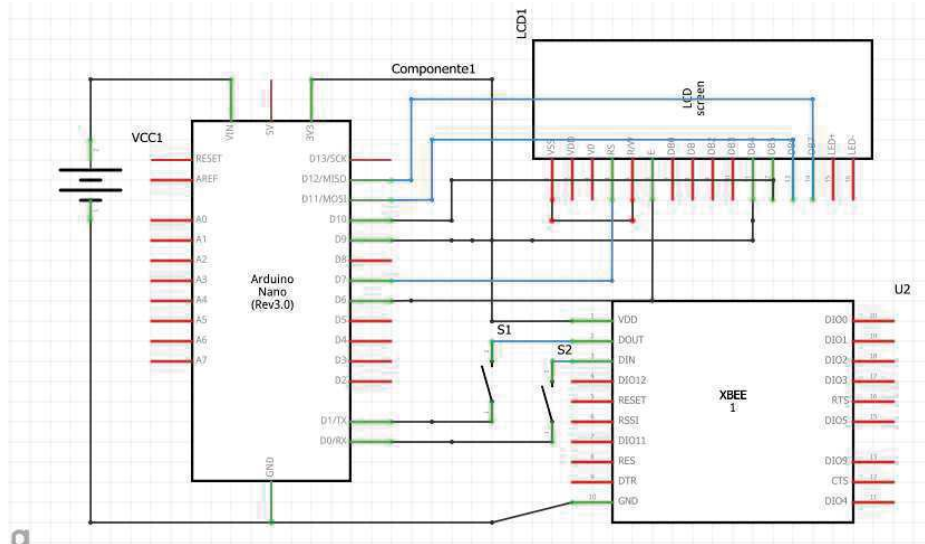 LCD1
Componente1
LCD
screen
VCC1
VIN
5V
3V3
VSS
VDD
V0
RS
R/W
E
DB0
DB1
DB2
DB3
DB4
DB5
DB6
DB7
LED+
LED-
RESET
AREF
A0
A1
A2
A3
A4
A5
A6
A7
D13/SCK
D12/MISO
D11/MOSI
D10
D9
D8
D7
D6
D5
D4
D3
D2
D1/TX
D0/RX
Arduino
Nano
(Rev3.0)
GND
S1
S2
U2
VDD
DOUT
DIN
DIO12
RESET
RSSI
DIO11
RES
DTR
GND
XBEE
1
DIO0
DIO1
DIO2
DIO3
RTS
DIO5
DIO9
CTS
DIO4
a